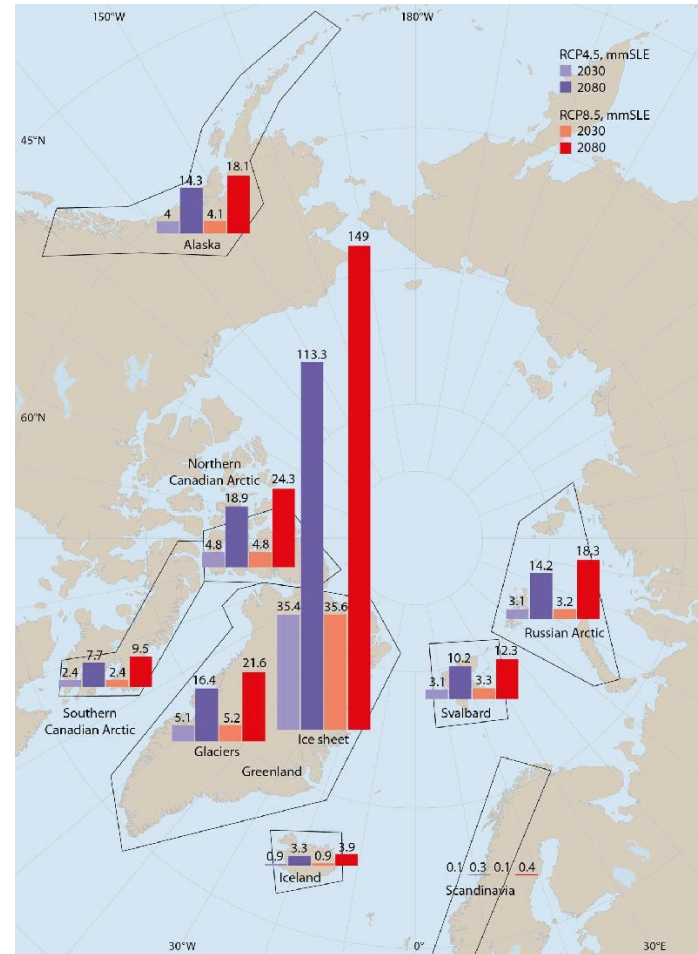 150°W
180°W
RCP4.5, mmSLE
2030
2080
RCP8.5, mmSLE
2030
2080
45°N
14.3
18.1
4
4.1
Alaska
149
113.3
60°N
Northern
Canadian Arctic
24.3
18.9
4.8
4.8
18.3
14.2
3.1
3.2
Russian Arctic
35.4
35.6
7.7
9.5
2.4
2.4
Southern
Canadian Arctic
21.6
16.4
5.1
5.2
Glaciers
Ice sheet
Greenland
12.3
10.2
3.1
3.3
Svalbard
0.9
3.3
0.9
3.9
Iceland
0.1
0.3
0.1
0.4
Scandinavia
30°W
0°
30°E